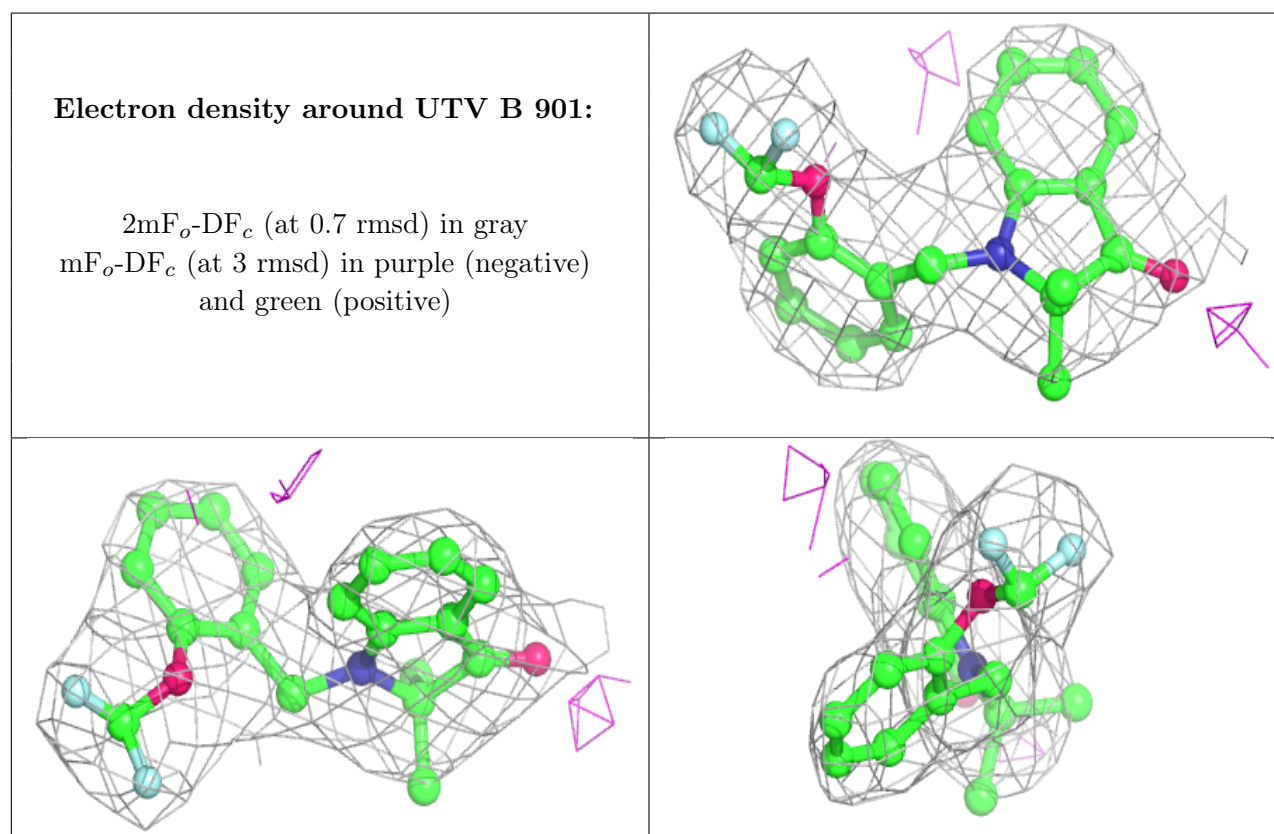 Electron density around UTV B 901:
2mFₒ-DF𝒸 (at 0.7 rmsd) in gray
mFₒ-DF𝒸 (at 3 rmsd) in purple (negative)
and green (positive)